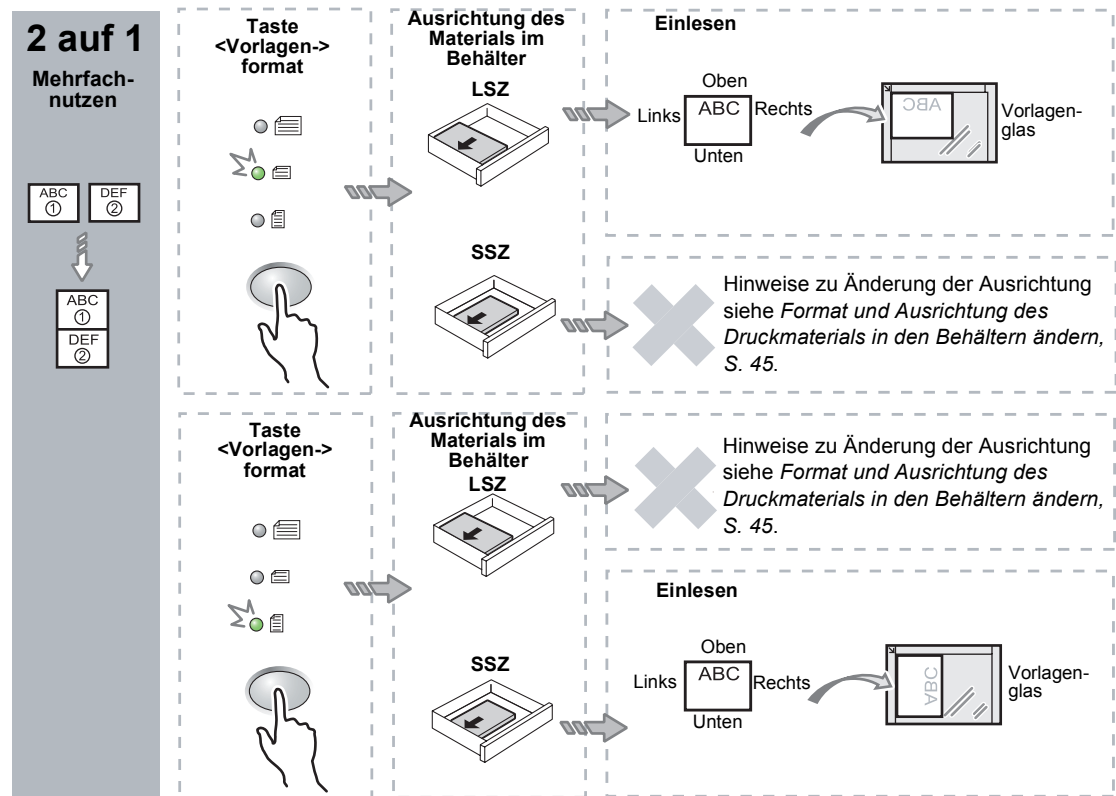 2 auf 1
Mehrfach-
nutzen
ABC
①
DEF
②
ABC
①
DEF
②
Taste
<Vorlagen->
format
Ausrichtung des
Materials im
Behälter
LSZ
Einlesen
Oben
Links
ABC
Rechts
Unten
ABC
Vorlagen-
glas
SSZ
Hinweise zu Änderung der Ausrichtung
siehe Format und Ausrichtung des
Druckmaterials in den Behältern ändern,
S. 45.
Taste
<Vorlagen->
format
Ausrichtung des
Materials im
Behälter
LSZ
Hinweise zu Änderung der Ausrichtung
siehe Format und Ausrichtung des
Druckmaterials in den Behältern ändern,
S. 45.
SSZ
Einlesen
Oben
Links
ABC
Rechts
Unten
ABC
Vorlagen-
glas